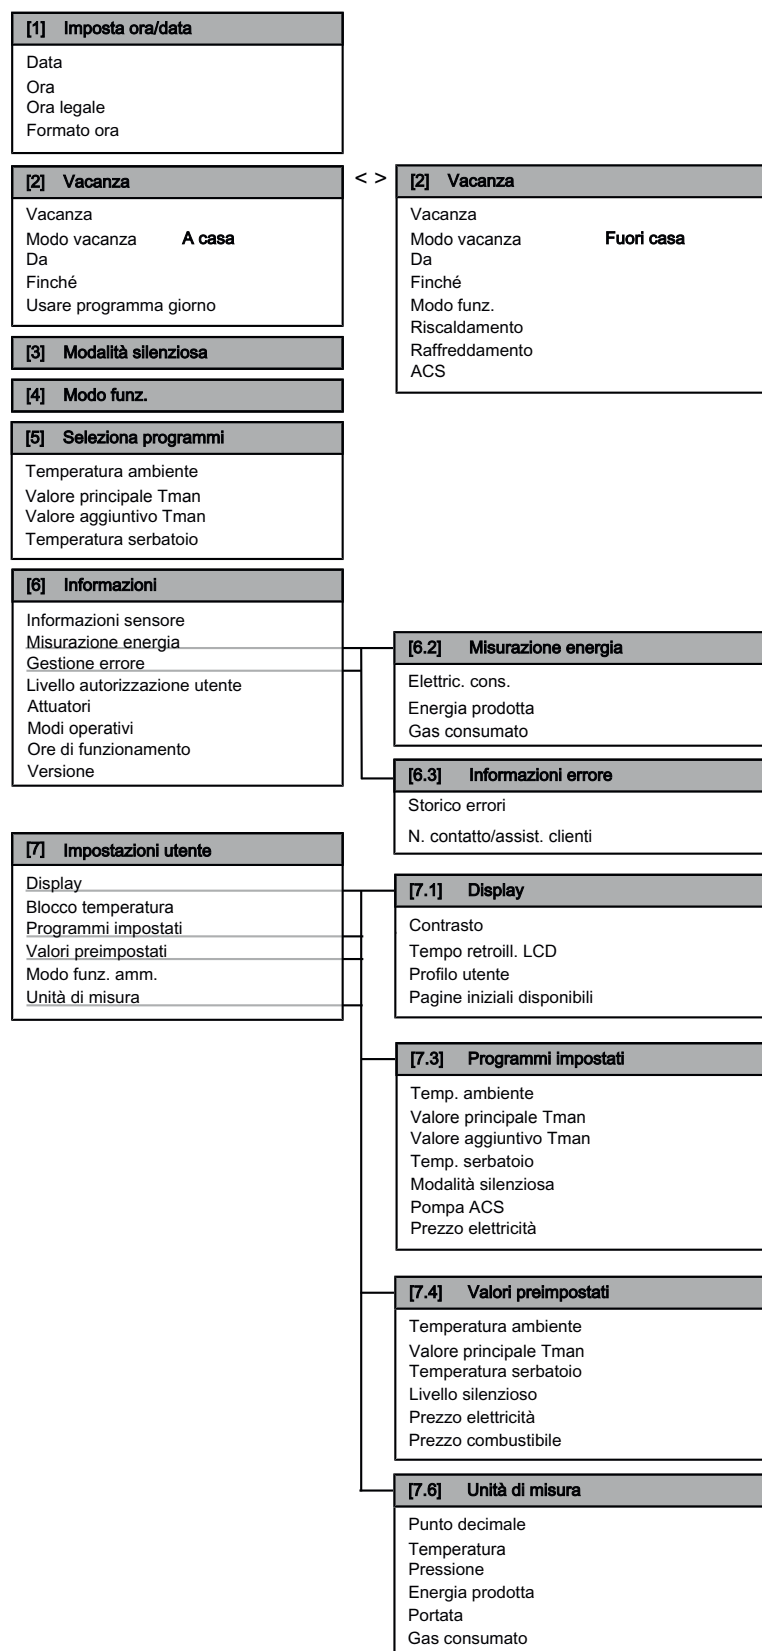 [1] Imposta ora/data
Data
Ora
Ora legale
Formato ora
[2] Vacanza
Vacanza
Modo vacanza A casa
Da
Finché
Usare programma giorno
< >
[2] Vacanza
Vacanza
Modo vacanza Fuori casa
Da
Finché
Modo funz.
Riscaldamento
Raffreddamento
ACS
[3] Modalità silenziosa
[4] Modo funz.
[5] Seleziona programmi
Temperatura ambiente
Valore principale Tman
Valore aggiuntivo Tman
Temperatura serbatoio
[6] Informazioni
Informazioni sensore
Misurazione energia
Gestione errore
Livello autorizzazione utente
Attuatori
Modi operativi
Ore di funzionamento
Versione
[6.2] Misurazione energia
Elettric. cons.
Energia prodotta
Gas consumato
[6.3] Informazioni errore
Storico errori
N. contatto/assist. clienti
[7] Impostazioni utente
Display
Blocco temperatura
Programmi impostati
Valori preimpostati
Modo funz. amm.
Unità di misura
[7.1] Display
Contrasto
Tempo retroill. LCD
Profilo utente
Pagine iniziali disponibili
[7.3] Programmi impostati
Temp. ambiente
Valore principale Tman
Valore aggiuntivo Tman
Temp. serbatoio
Modalità silenziosa
Pompa ACS
Prezzo elettricità
[7.4] Valori preimpostati
Temperatura ambiente
Valore principale Tman
Temperatura serbatoio
Livello silenzioso
Prezzo elettricità
Prezzo combustibile
[7.6] Unità di misura
Punto decimale
Temperatura
Pressione
Energia prodotta
Portata
Gas consumato